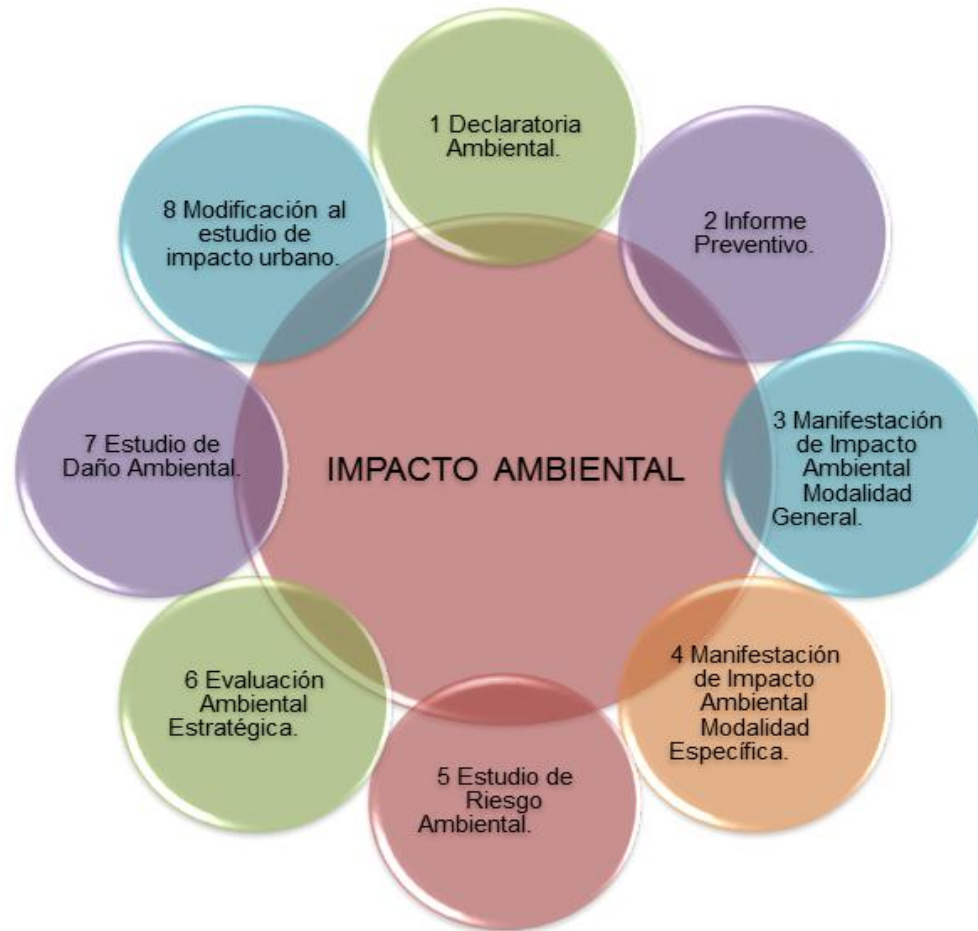 1 Declaratoria
Ambiental.
2 Informe
Preventivo.
3 Manifestación
de Impacto
Ambiental
Modalidad
General.
4 Manifestación
de Impacto
Ambiental
Modalidad
Específica.
5 Estudio de
Riesgo
Ambiental.
6 Evaluación
Ambiental
Estratégica.
7 Estudio de
Daño Ambiental.
8 Modificación al
estudio de
impacto urbano.
IMPACTO AMBIENTAL